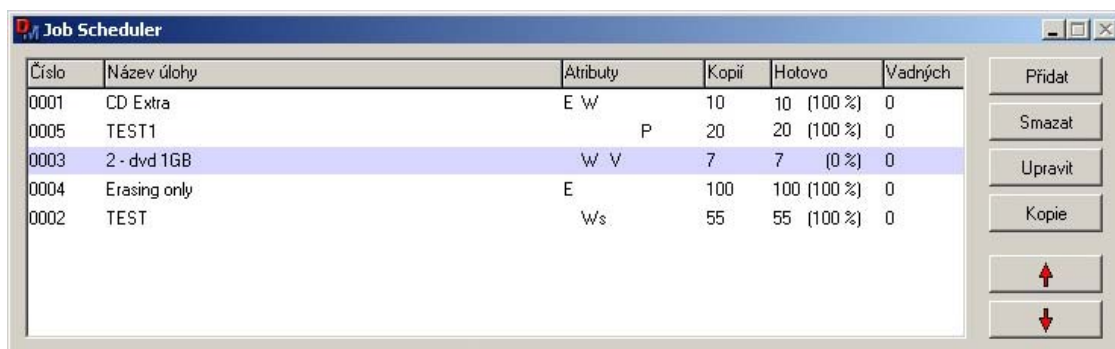 DM Job Scheduler
Číslo Název úlohy Atributy Kopií Hotovo Vadných
0001 CD Extra E W 10 10 (100 %) 0
0005 TEST1 P 20 20 (100 %) 0
0003 2 - dvd 1GB W V 7 7 (0 %) 0
0004 Erasing only E 100 100 (100 %) 0
0002 TEST Ws 55 55 (100 %) 0
Přidat
Smazat
Upravit
Kopie